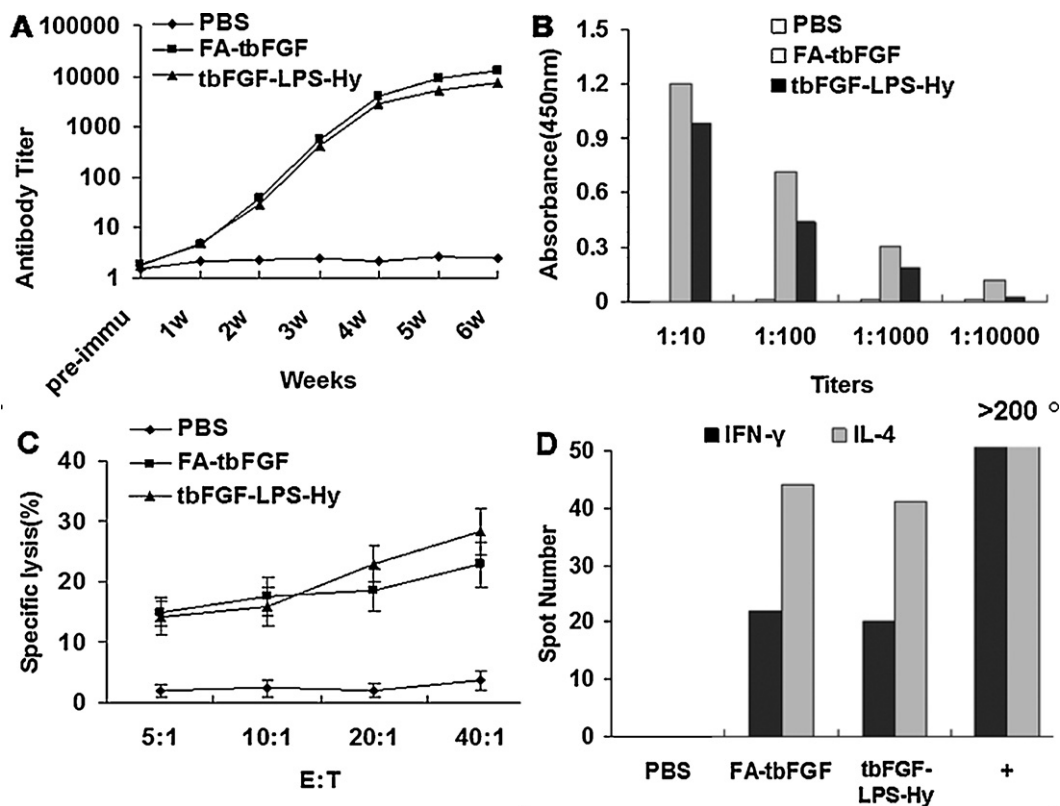 A
PBS
FA-tbFGF
tbFGF-LPS-Hy
Antibody Titer
100000
10000
1000
100
10
1
pre-immu 1w 2w 3w 4w 5w 6w
Weeks
B
PBS
FA-tbFGF
tbFGF-LPS-Hy
Absorbance(450nm)
1.5
1.2
0.9
0.6
0.3
0
1:10 1:100 1:1000 1:10000
Titers
C
PBS
FA-tbFGF
tbFGF-LPS-Hy
Specific lysis(%)
40
30
20
10
0
5:1 10:1 20:1 40:1
E:T
D
IFN-γ IL-4
>200 °
Spot Number
50
40
30
20
10
0
PBS FA-tbFGF tbFGF-
LPS-Hy +